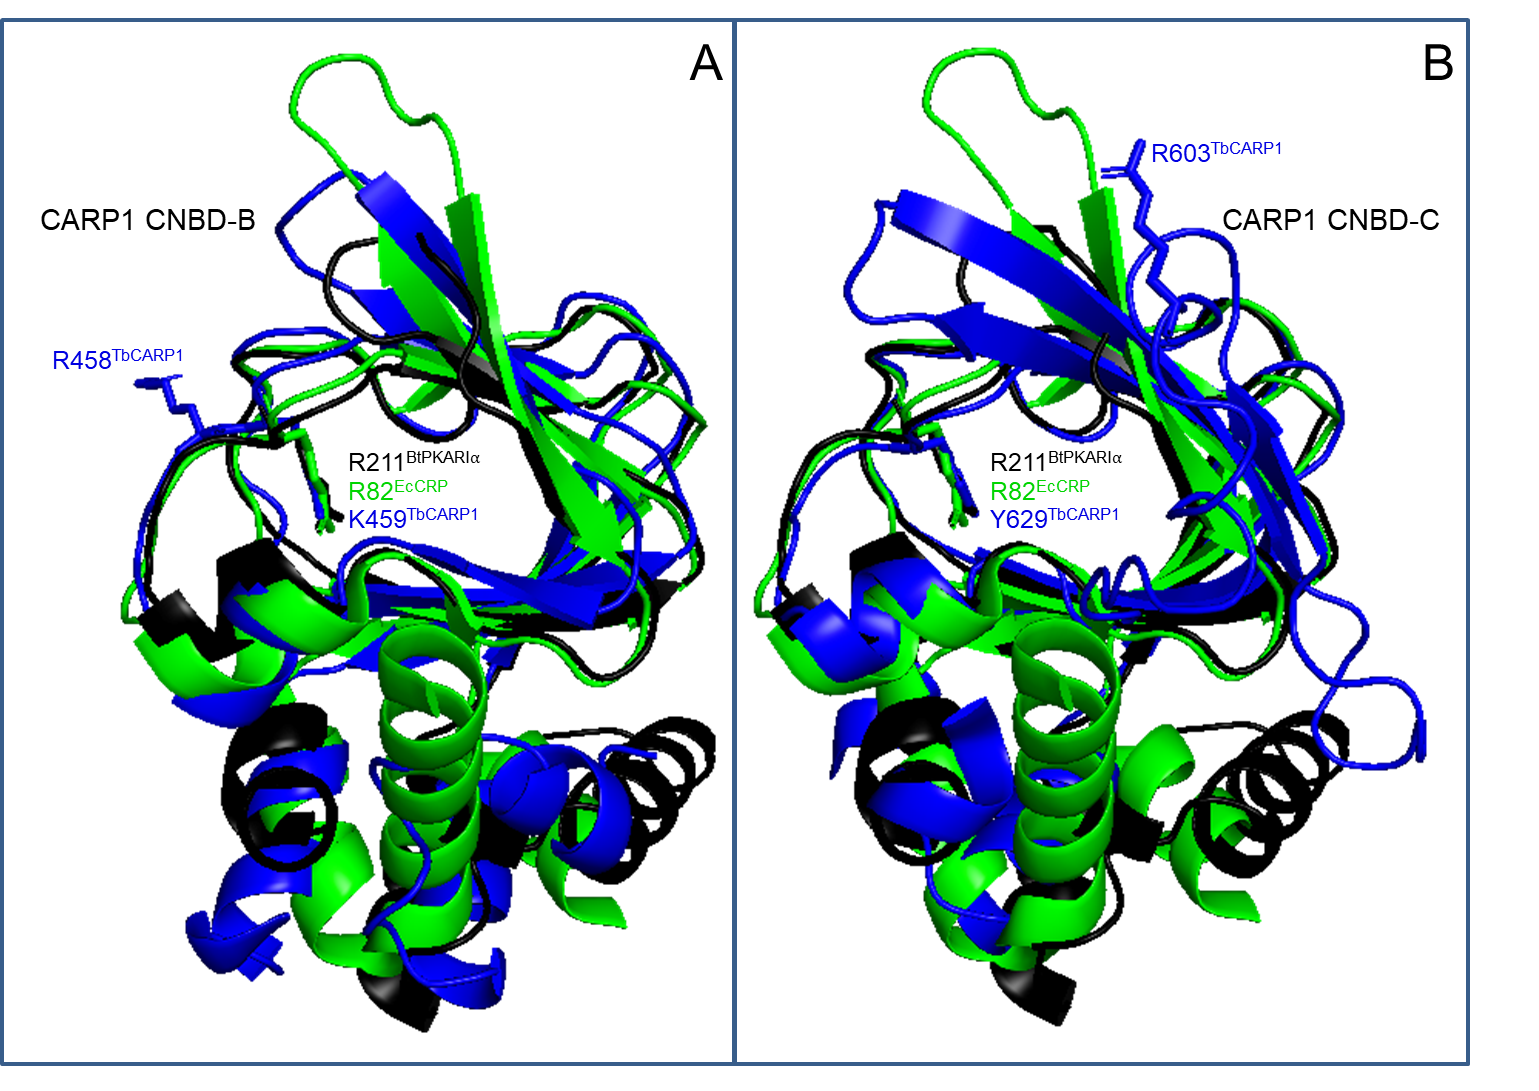 A
CARP1 CNBD-B
R458TbCARP1
R211BtPKARIα
R82EcCRP
K459TbCARP1
B
R603TbCARP1
CARP1 CNBD-C
R211BtPKARIα
R82EcCRP
Y629TbCARP1